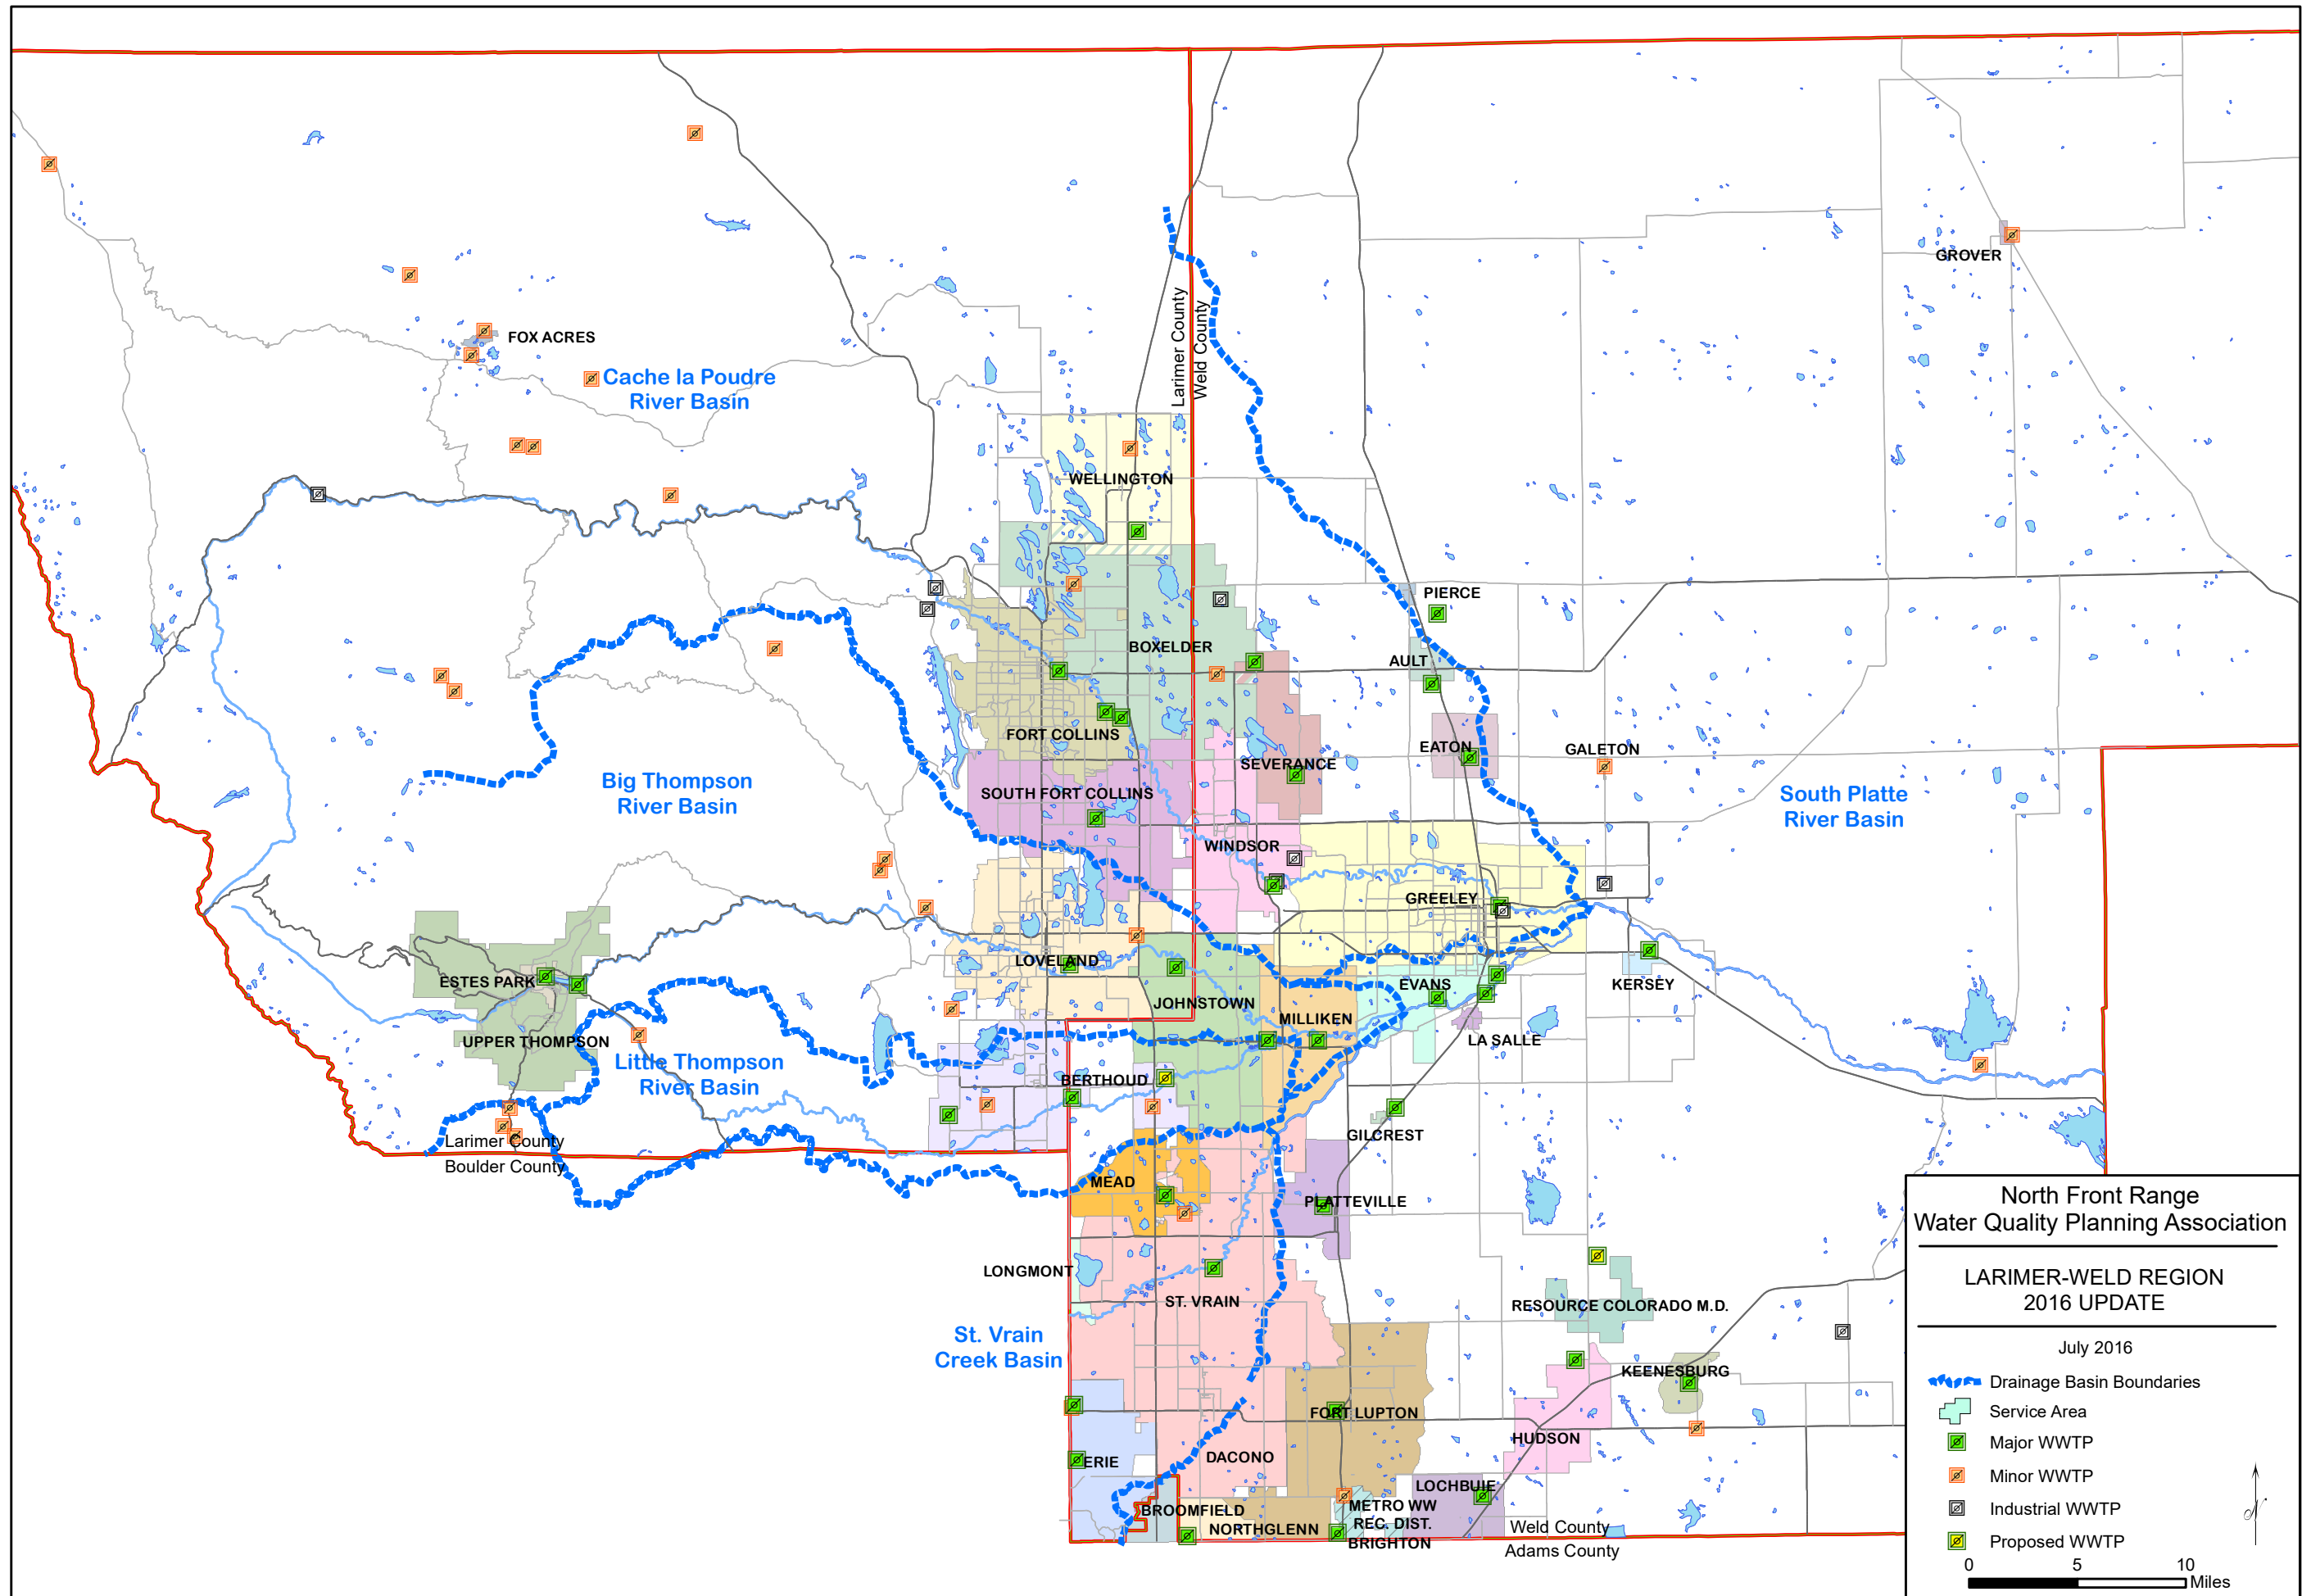 GROVER
Larimer County
Weld County
FOX ACRES
Cache la Poudre
River Basin
WELLINGTON
PIERCE
BOXELDER
AULT
FORT COLLINS
EATON
GALETON
SEVERANCE
Big Thompson
River Basin
SOUTH FORT COLLINS
South Platte
River Basin
WINDSOR
GREELEY
LOVELAND
ESTES PARK
EVANS
KERSEY
JOHNSTOWN
MILLIKEN
UPPER THOMPSON
LA SALLE
Little Thompson
River Basin
BERTHOUD
Larimer County
Boulder County
GILCREST
MEAD
PLATTEVILLE
LONGMONT
ST. VRAIN
RESOURCE COLORADO M.D.
St. Vrain
Creek Basin
KEENESBURG
FORT LUPTON
HUDSON
ERIE
DACONO
LOCHBUIE
BROOMFIELD
METRO WW
REC. DIST.
NORTHGLENN
BRIGHTON
Weld County
Adams County
North Front Range
Water Quality Planning Association
LARIMER-WELD REGION
2016 UPDATE
July 2016
Drainage Basin Boundaries
Service Area
Major WWTP
Minor WWTP
Industrial WWTP
Proposed WWTP
N
0 5 10
Miles